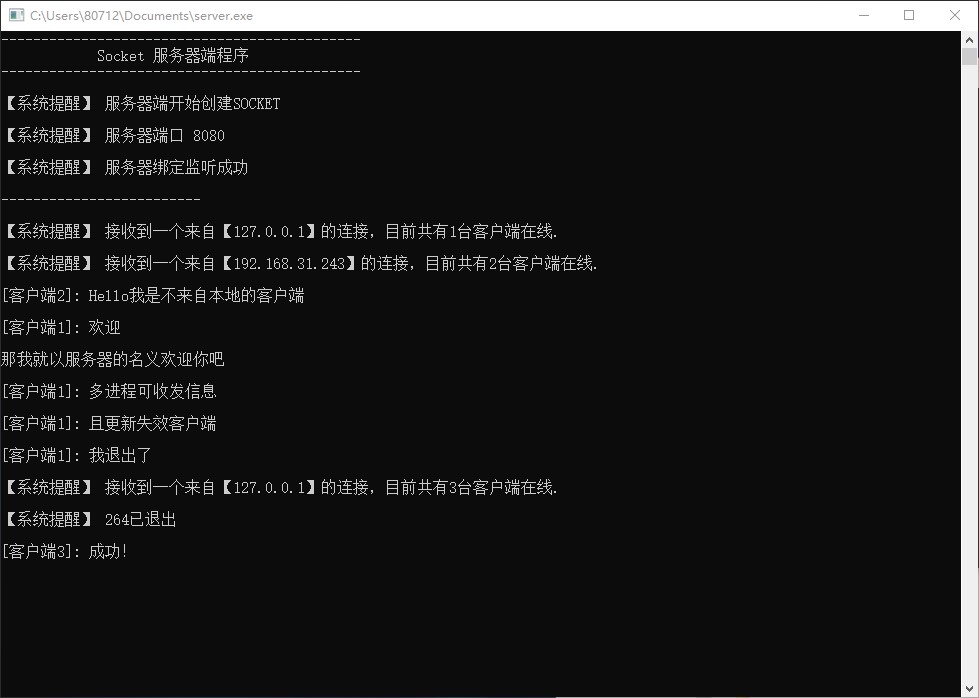 C:\Users\80712\Documents\server.exe
---------------------------------------------
Socket 服务器端程序
---------------------------------------------
【系统提醒】 服务器端开始创建SOCKET
【系统提醒】 服务器端口 8080
【系统提醒】 服务器绑定监听成功
-------------------------
【系统提醒】 接收到一个来自【127.0.0.1】的连接，目前共有1台客户端在线.
【系统提醒】 接收到一个来自【192.168.31.243】的连接，目前共有2台客户端在线.
[客户端2]: Hello我是不来自本地的客户端
[客户端1]: 欢迎
那我就以服务器的名义欢迎你吧
[客户端1]: 多进程可收发信息
[客户端1]: 且更新失效客户端
[客户端1]: 我退出了
【系统提醒】 接收到一个来自【127.0.0.1】的连接，目前共有3台客户端在线.
【系统提醒】 264已退出
[客户端3]: 成功!